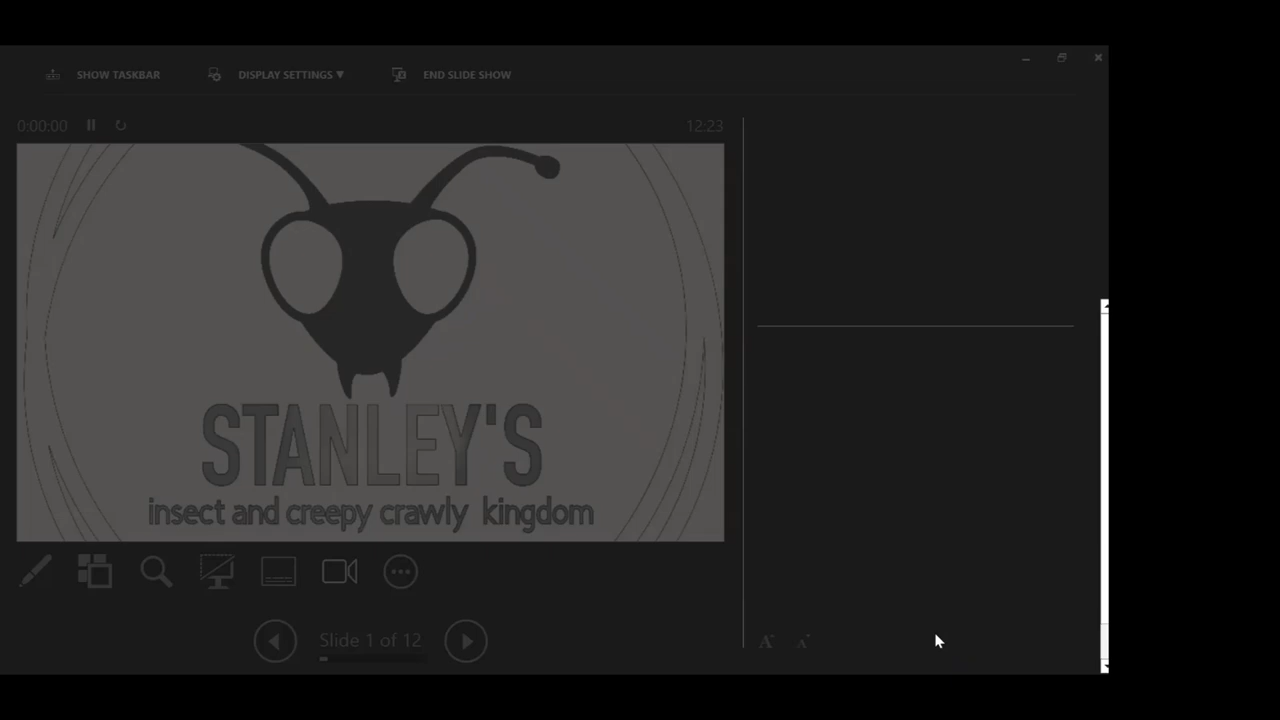 SHOW TASKBAR
DISPLAY SETTINGS ▼
END SLIDE SHOW
0:00:00
12:23
STANLEY'S
insect and creepy crawly kingdom
Slide 1 of 12
A A